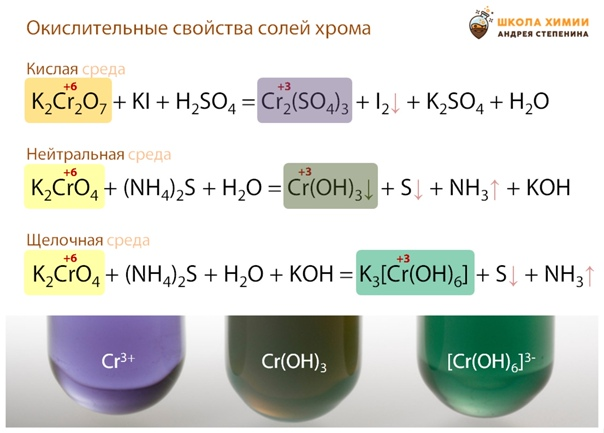 Окислительные свойства солей хрома
ШКОЛА ХИМИИ
АНДРЕЯ СТЕПЕНИНА
Кислая среда
+6 +3
K₂Cr₂O₇ + KI + H₂SO₄ = Cr₂(SO₄)₃ + I₂↓ + K₂SO₄ + H₂O
Нейтральная среда
+6 +3
K₂CrO₄ + (NH₄)₂S + H₂O = Cr(OH)₃↓ + S↓ + NH₃↑ + KOH
Щелочная среда
+6 +3
K₂CrO₄ + (NH₄)₂S + H₂O + KOH = K₃[Cr(OH)₆] + S↓ + NH₃↑
Cr³⁺ Cr(OH)₃ [Cr(OH)₆]³⁻